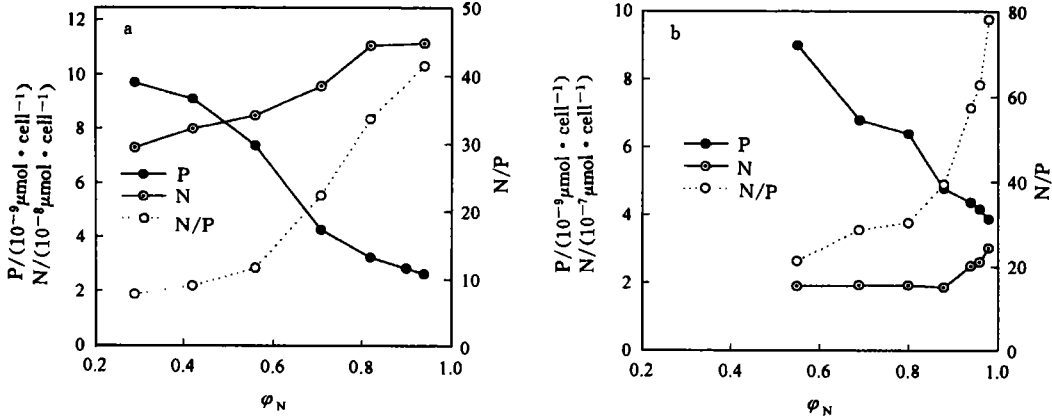 a
P/(10⁻⁹μmol·cell⁻¹)
N/(10⁻⁸μmol·cell⁻¹)
12
10
8
6
4
2
0
P
N
N/P
50
40
30
20
10
0
N/P
0.2
0.4
0.6
0.8
1.0
φN
b
P/(10⁻⁹μmol·cell⁻¹)
N/(10⁻⁷μmol·cell⁻¹)
10
8
6
4
2
0
P
N
N/P
80
60
40
20
0
N/P
0.2
0.4
0.6
0.8
1.0
φN